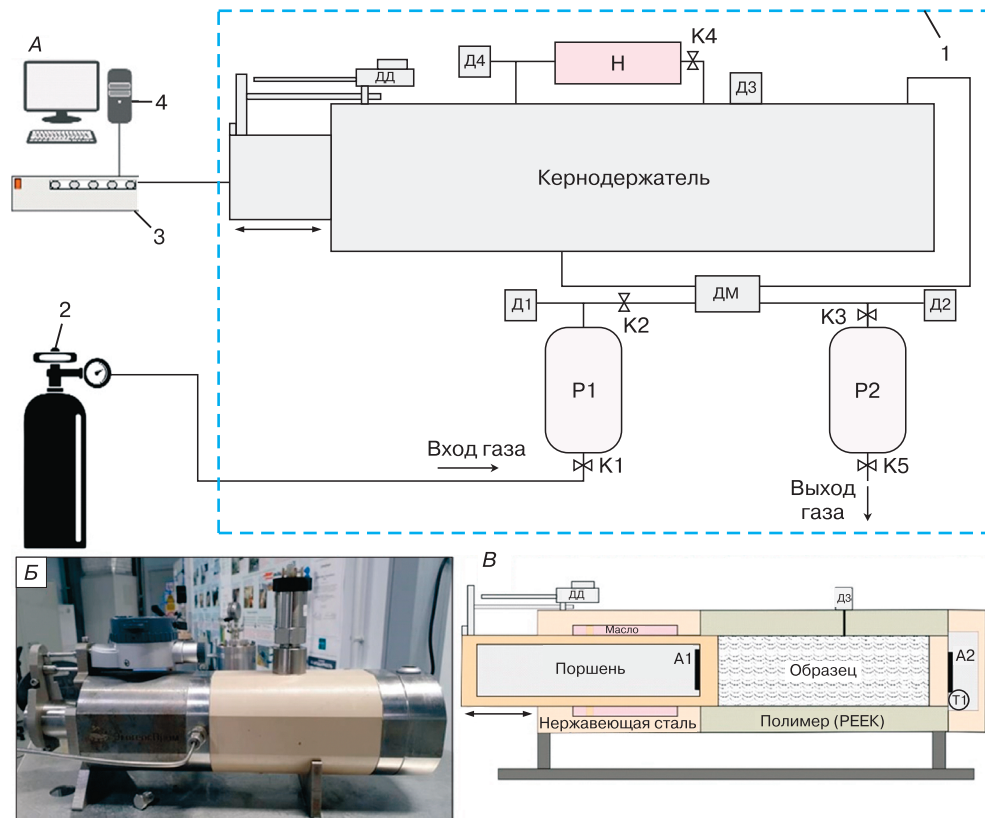 А
1
4
3
2
К4
Д4
Н
ДД
Д3
Кернодержатель
Д1
К2
ДМ
К3
Д2
Р1
Р2
Вход газа
К1
К5
Выход
газа
Б
В
ДД
Д3
Масло
Поршень
А1
Образец
А2
Т1
Нержавеющая сталь
Полимер (PEEK)